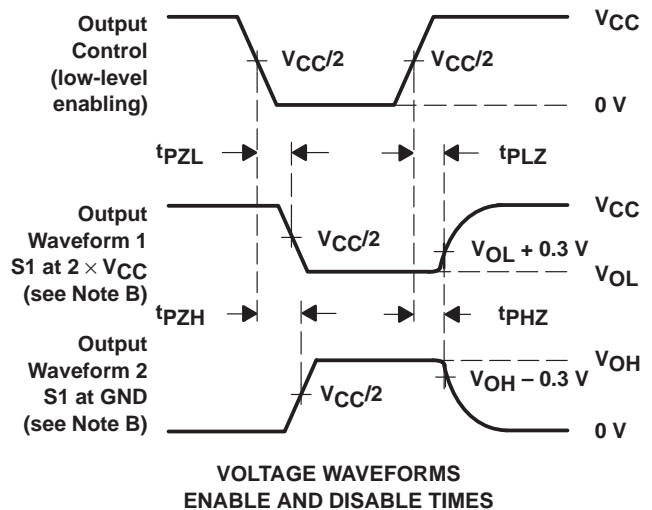 Output
Control
(low-level
enabling)
VCC/2
VCC/2
VCC
0 V
tPZL
tPLZ
Output
Waveform 1
S1 at 2 × VCC
(see Note B)
VCC/2
VCC
VOL + 0.3 V
VOL
tPZH
tPHZ
Output
Waveform 2
S1 at GND
(see Note B)
VCC/2
VOH
VOH – 0.3 V
0 V
VOLTAGE WAVEFORMS
ENABLE AND DISABLE TIMES